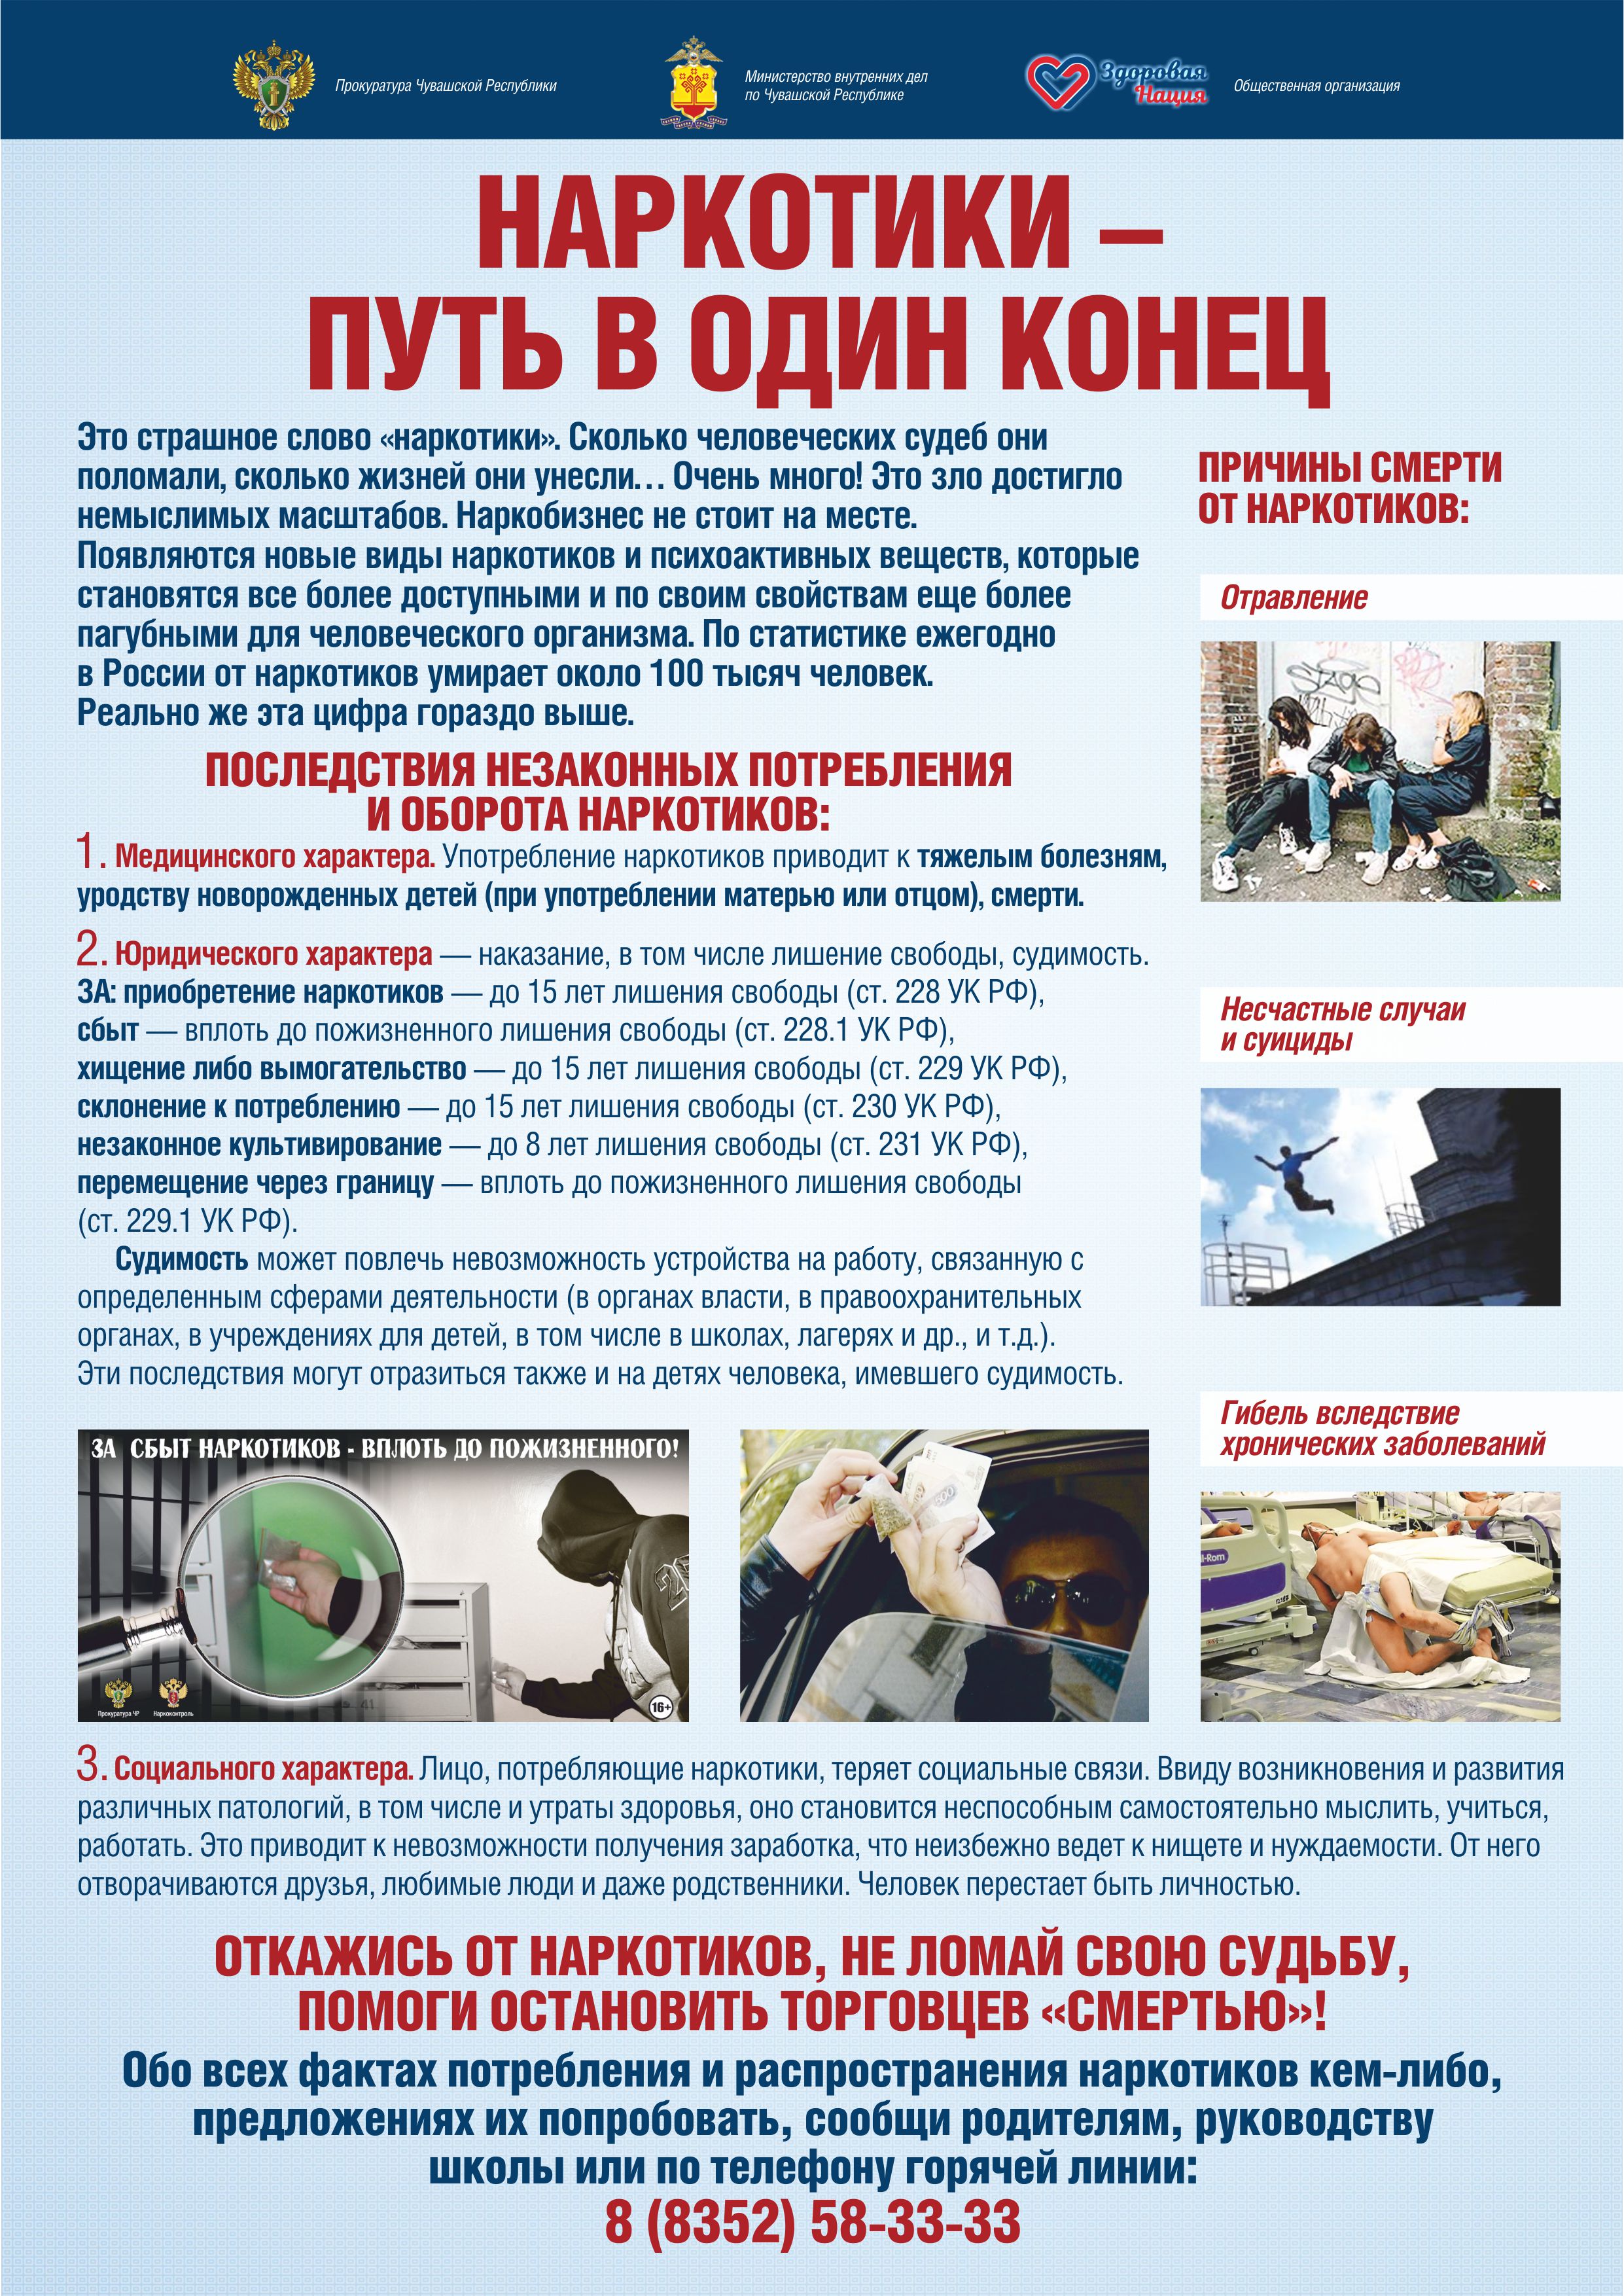 Прокуратура Чувашской Республики
Министерство внутренних дел
по Чувашской Республике
Здоровая
Нация
Общественная организация
НАРКОТИКИ –
ПУТЬ В ОДИН КОНЕЦ
Это страшное слово «наркотики». Сколько человеческих судеб они
поломали, сколько жизней они унесли... Очень много! Это зло достигло
немыслимых масштабов. Наркобизнес не стоит на месте.
Появляются новые виды наркотиков и психоактивных веществ, которые
становятся все более доступными и по своим свойствам еще более
пагубными для человеческого организма. По статистике ежегодно
в России от наркотиков умирает около 100 тысяч человек.
Реально же эта цифра гораздо выше.
ПОСЛЕДСТВИЯ НЕЗАКОННЫХ ПОТРЕБЛЕНИЯ
И ОБОРОТА НАРКОТИКОВ:
1. Медицинского характера. Употребление наркотиков приводит к тяжелым болезням,
уродству новорожденных детей (при употреблении матерью или отцом), смерти.
2. Юридического характера — наказание, в том числе лишение свободы, судимость.
ЗА: приобретение наркотиков — до 15 лет лишения свободы (ст. 228 УК РФ),
сбыт — вплоть до пожизненного лишения свободы (ст. 228.1 УК РФ),
хищение либо вымогательство — до 15 лет лишения свободы (ст. 229 УК РФ),
склонение к потреблению — до 15 лет лишения свободы (ст. 230 УК РФ),
незаконное культивирование — до 8 лет лишения свободы (ст. 231 УК РФ),
перемещение через границу — вплоть до пожизненного лишения свободы
(ст. 229.1 УК РФ).
Судимость может повлечь невозможность устройства на работу, связанную с
определенным сферами деятельности (в органах власти, в правоохранительных
органах, в учреждениях для детей, в том числе в школах, лагерях и др., и т.д.).
Эти последствия могут отразиться также и на детях человека, имевшего судимость.
ПРИЧИНЫ СМЕРТИ
ОТ НАРКОТИКОВ:
Отравление
Несчастные случаи
и суициды
Гибель вследствие
хронических заболеваний
ЗА СБЫТ НАРКОТИКОВ - ВПЛОТЬ ДО ПОЖИЗНЕННОГО!
Прокуратура ЧР
Наркоконтроль
16+
3. Социального характера. Лицо, потребляющие наркотики, теряет социальные связи. Ввиду возникновения и развития
различных патологий, в том числе и утраты здоровья, оно становится неспособным самостоятельно мыслить, учиться,
работать. Это приводит к невозможности получения заработка, что неизбежно ведет к нищете и нуждаемости. От него
отворачиваются друзья, любимые люди и даже родственники. Человек перестает быть личностью.
ОТКАЖИСЬ ОТ НАРКОТИКОВ, НЕ ЛОМАЙ СВОЮ СУДЬБУ,
ПОМОГИ ОСТАНОВИТЬ ТОРГОВЦЕВ «СМЕРТЬЮ»!
Обо всех фактах потребления и распространения наркотиков кем-либо,
предложениях их попробовать, сообщи родителям, руководству
школы или по телефону горячей линии:
8 (8352) 58-33-33